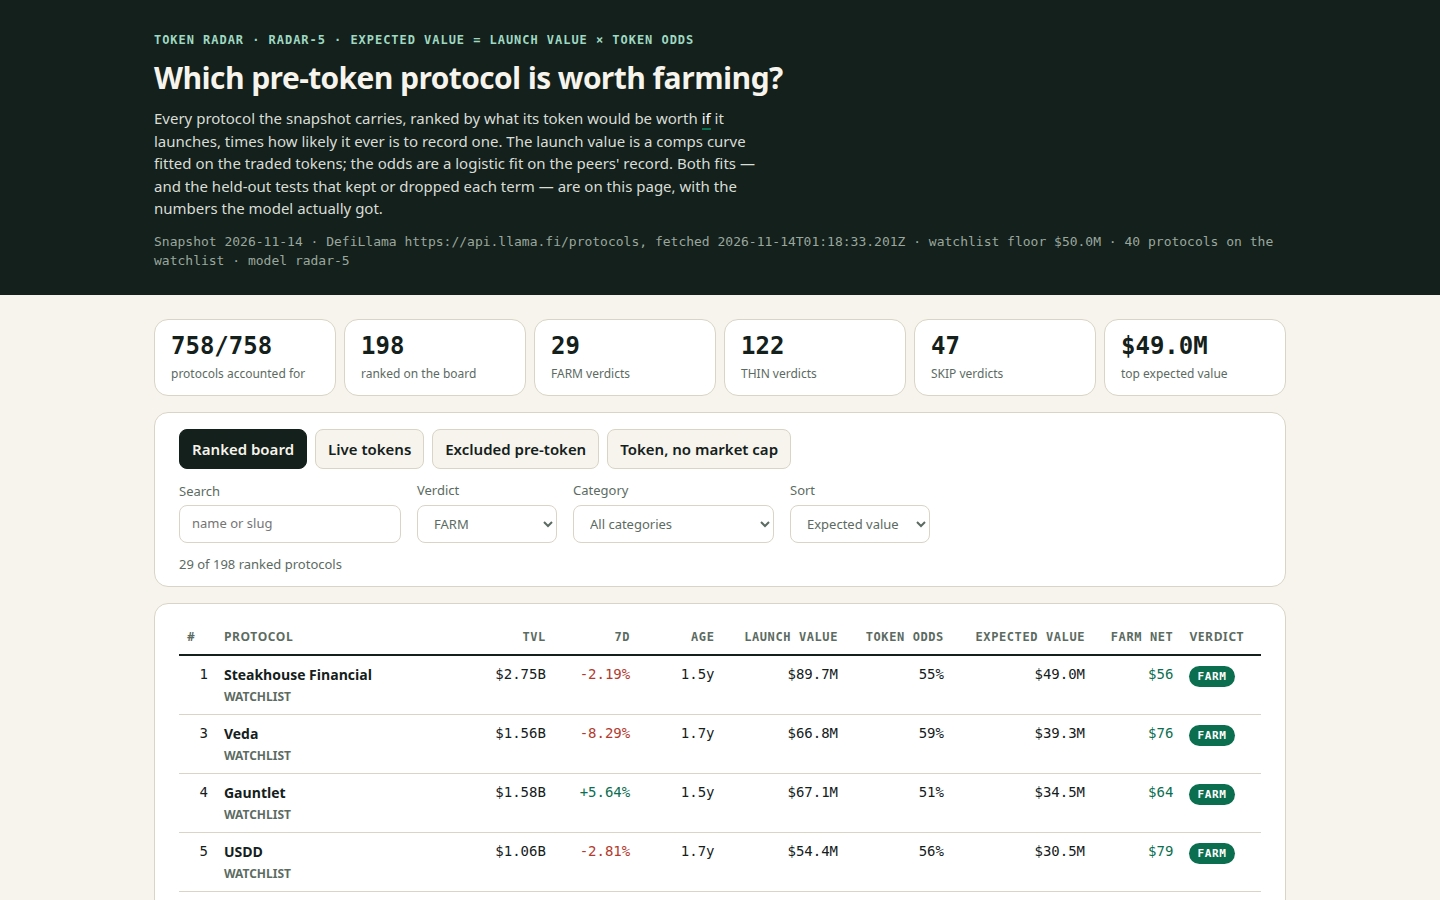 TOKEN RADAR · RADAR-5 · EXPECTED VALUE = LAUNCH VALUE × TOKEN ODDS
Which pre-token protocol is worth farming?
Every protocol the snapshot carries, ranked by what its token would be worth if it
launches, times how likely it ever is to record one. The launch value is a comps curve
fitted on the traded tokens; the odds are a logistic fit on the peers' record. Both fits —
and the held-out tests that kept or dropped each term — are on this page, with the
numbers the model actually got.
Snapshot 2026-11-14 · DefiLlama https://api.llama.fi/protocols, fetched 2026-11-14T01:18:33.201Z · watchlist floor $50.0M · 40 protocols on the
watchlist · model radar-5
758/758 198 29 122 47 $49.0M
protocols accounted for ranked on the board FARM verdicts THIN verdicts SKIP verdicts top expected value
Ranked board Live tokens Excluded pre-token Token, no market cap
Search Verdict Category Sort
name or slug FARM All categories Expected value
29 of 198 ranked protocols
# PROTOCOL TVL 7D AGE LAUNCH VALUE TOKEN ODDS EXPECTED VALUE FARM NET VERDICT
1 Steakhouse Financial $2.75B -2.19% 1.5y $89.7M 55% $49.0M $56 FARM
WATCHLIST
3 Veda $1.56B -8.29% 1.7y $66.8M 59% $39.3M $76 FARM
WATCHLIST
4 Gauntlet $1.58B +5.64% 1.5y $67.1M 51% $34.5M $64 FARM
WATCHLIST
5 USDD $1.06B -2.81% 1.7y $54.4M 56% $30.5M $79 FARM
WATCHLIST